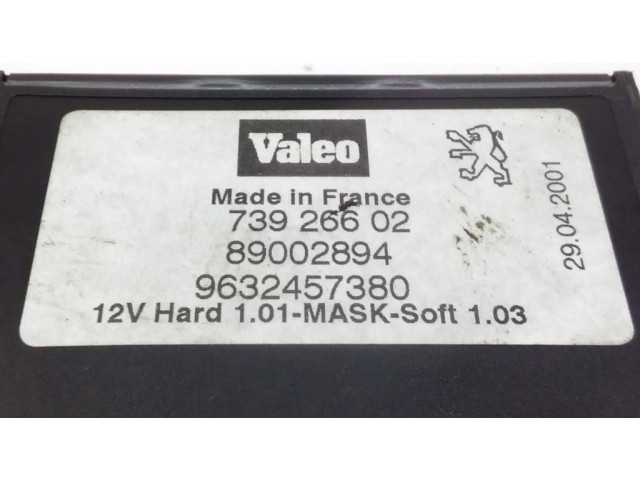 Valeo
Made in France
739 266 02
89002894
9632457380
12V Hard 1.01-MASK-Soft 1.03
29.04.2001